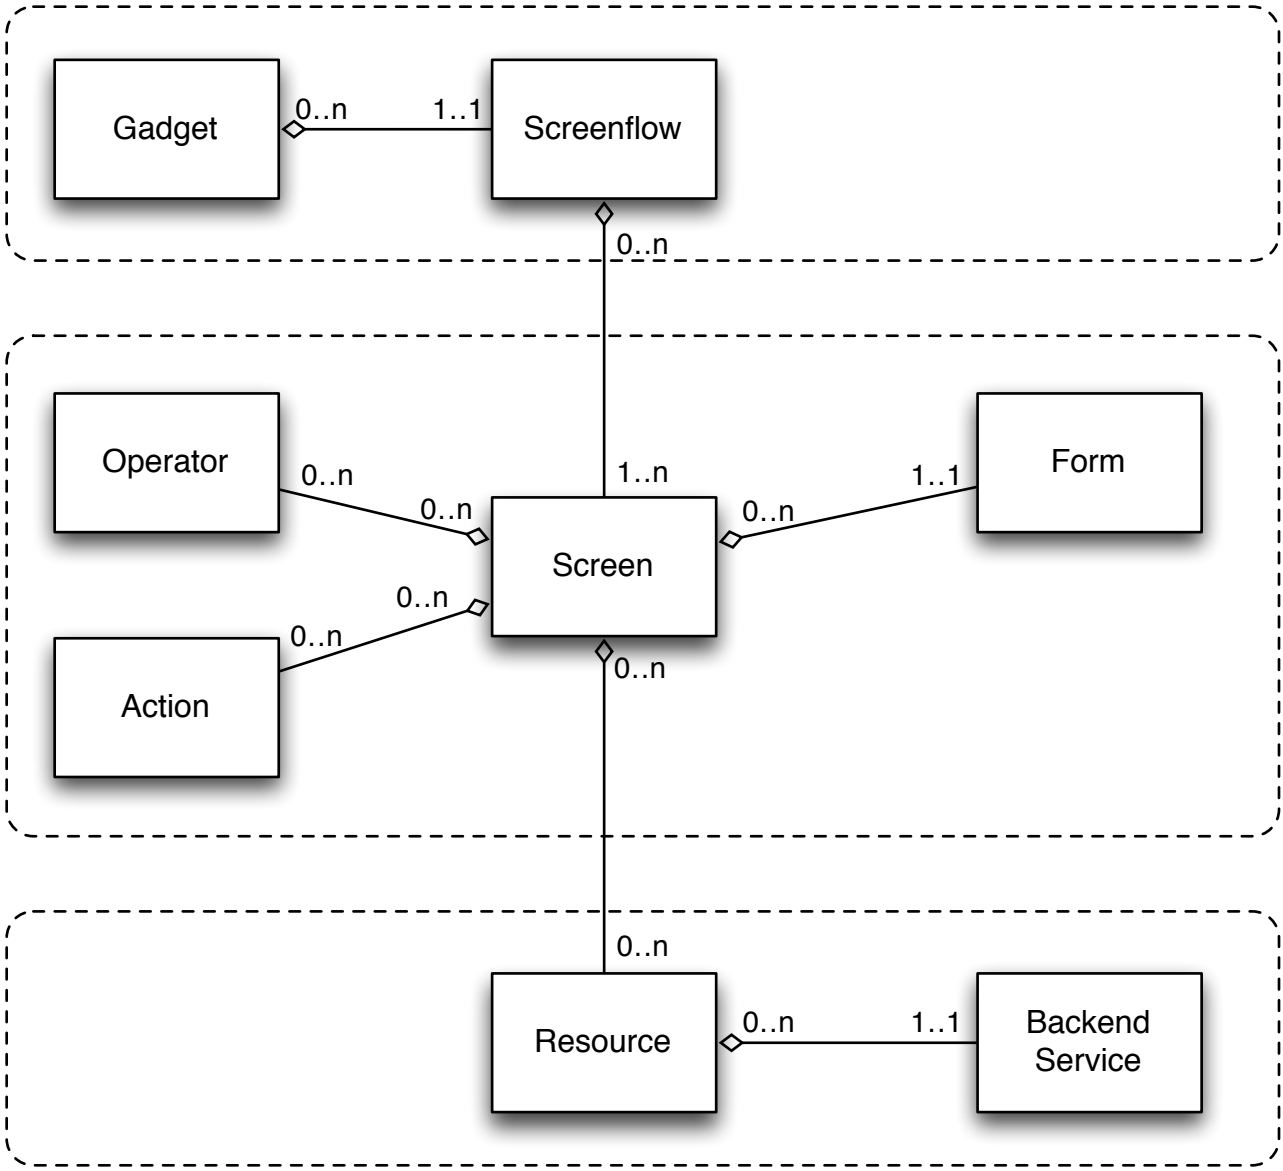 Gadget
0..n
1..1
Screenflow
0..n
Operator
0..n
0..n
1..n
Screen
0..n
1..1
Form
0..n
0..n
Action
0..n
0..n
Resource
0..n
1..1
Backend
Service